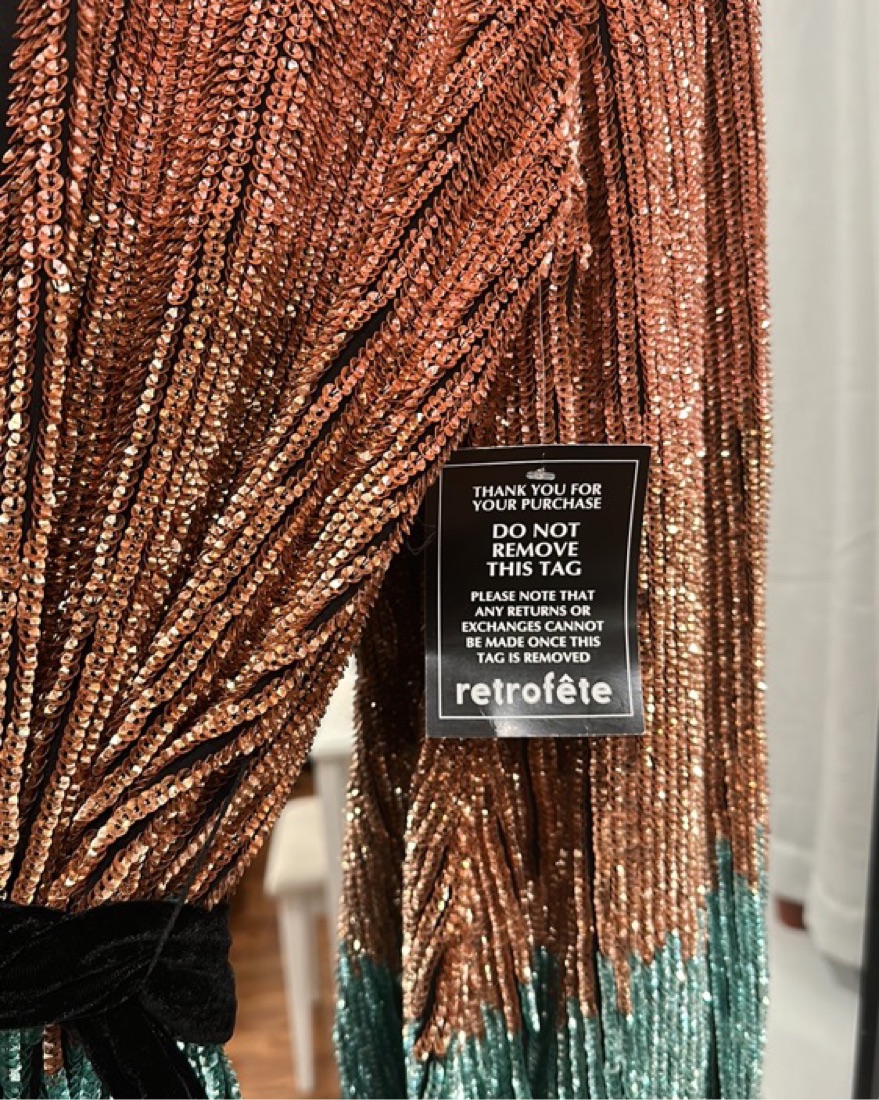 THANK YOU FOR
YOUR PURCHASE
DO NOT
REMOVE
THIS TAG
PLEASE NOTE THAT
ANY RETURNS OR
EXCHANGES CANNOT
BE MADE ONCE THIS
TAG IS REMOVED
retrofête